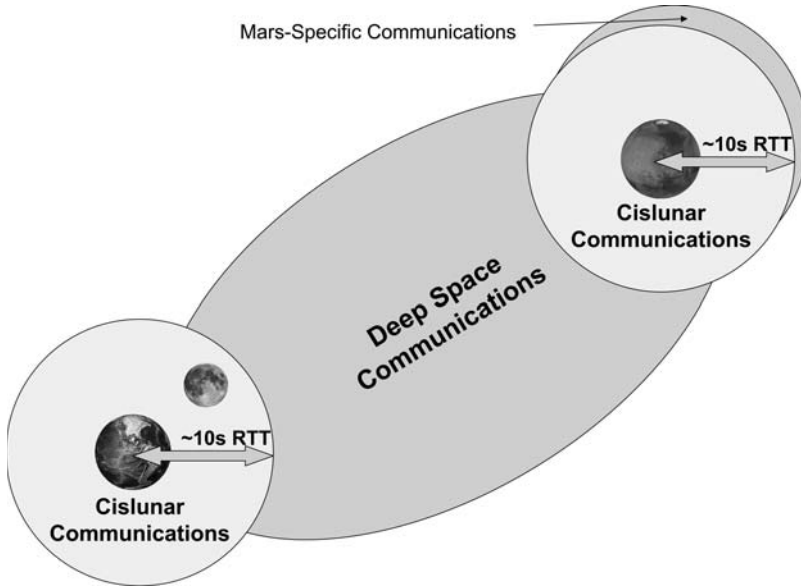 Mars-Specific Communications
~10s RTT
Cislunar
Communications
Deep Space
Communications
~10s RTT
Cislunar
Communications